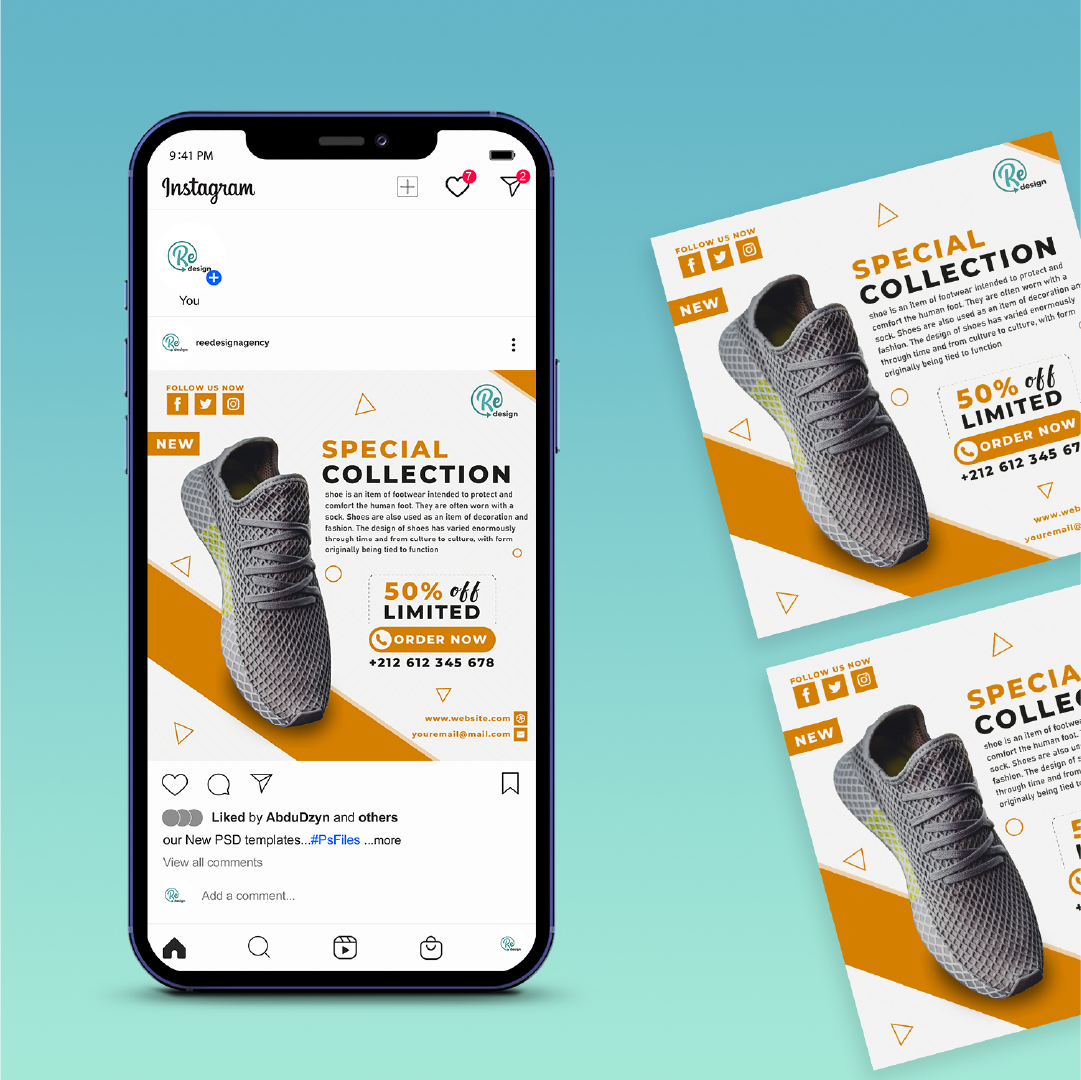 9:41 PM
Instagram
7
2
Re
design
You
Re
design
reedesignagency
FOLLOW US NOW
Re
design
NEW
SPECIAL
COLLECTION
shoe is an item of footwear intended to protect and
comfort the human foot. They are often worn with a
sock. Shoes are also used as an item of decoration and
fashion. The design of shoes has varied enormously
through time and from culture to culture, with form
originally being tied to function
50% off
LIMITED
ORDER NOW
+212 612 345 678
www.website.com
youremail@mail.com
Liked by AbduDzyn and others
our New PSD templates...#PsFiles ...more
View all comments
Re
design
Add a comment...
Re
design
Re
design
FOLLOW US NOW
NEW
SPECIAL
COLLECTION
shoe is an item of footwear intended to protect and
comfort the human foot. They are often worn with a
sock. Shoes are also used as an item of decoration an
fashion. The design of shoes has varied enormously
through time and from culture to culture, with form
originally being tied to function
50% off
LIMITED
ORDER NOW
+212 612 345 67
www.web
youremail@
FOLLOW US NOW
NEW
SPECIA
COLLE
shoe is an item of footwea
comfort the human foot.
sock. Shoes are also us
fashion. The design of s
through time and from
originally being tied to